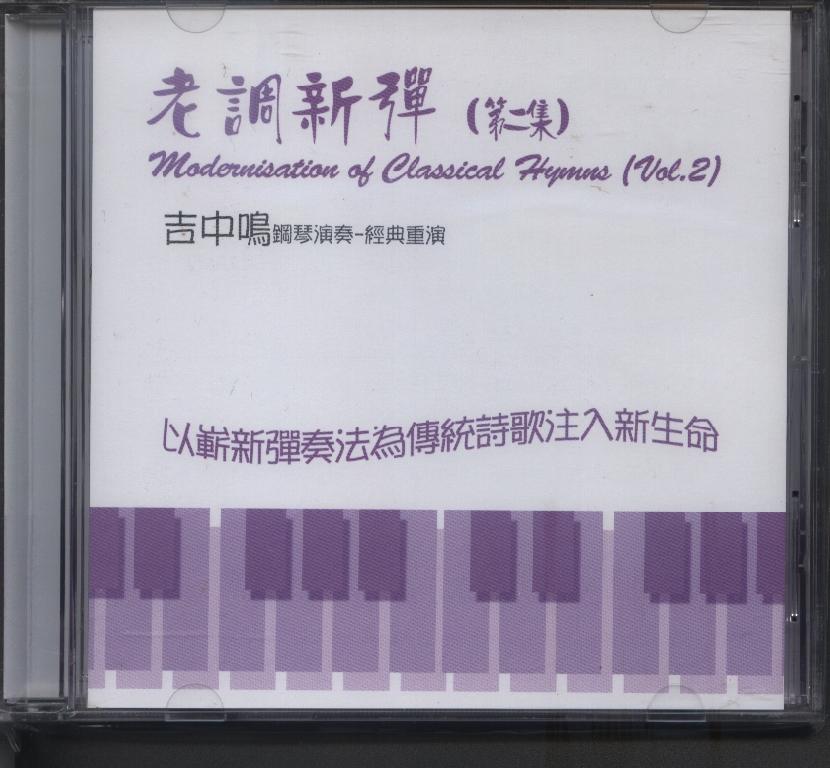 老調新彈(第二集)
Modernisation of Classical Hymns (Vol.2)
吉中鳴鋼琴演奏-經典重演
以嶄新彈奏法為傳統詩歌注入新生命